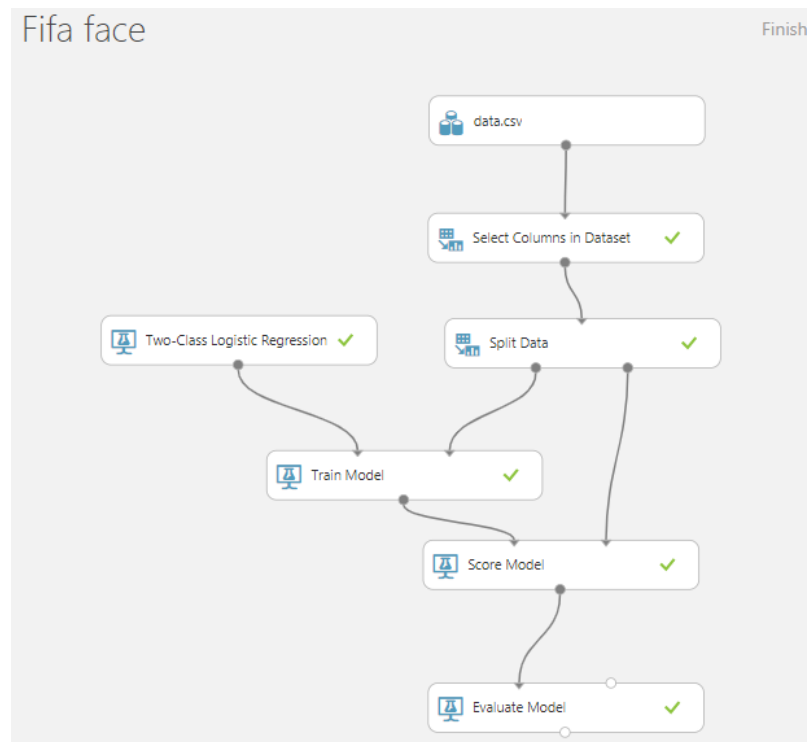 Fifa face
Finish
data.csv
Select Columns in Dataset
Two-Class Logistic Regression
Split Data
Train Model
Score Model
Evaluate Model